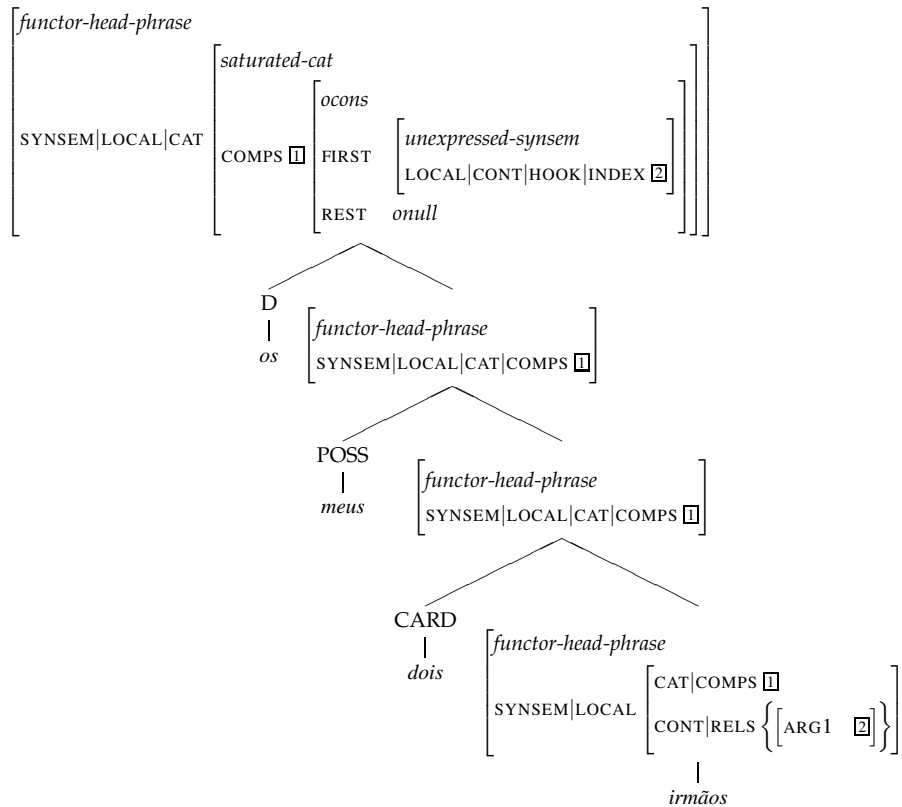 functor-head-phrase
saturated-cat
ocons
unexpressed-synsem
SYNSEM|LOCAL|CAT COMPS 1 FIRST LOCAL|CONT|HOOK|INDEX 2
REST onull
D
os
functor-head-phrase
SYNSEM|LOCAL|CAT|COMPS 1
POSS
meus
functor-head-phrase
SYNSEM|LOCAL|CAT|COMPS 1
CARD
dois
functor-head-phrase
CAT|COMPS 1
SYNSEM|LOCAL CONT|RELS {[ARG1 2]}
irmãos